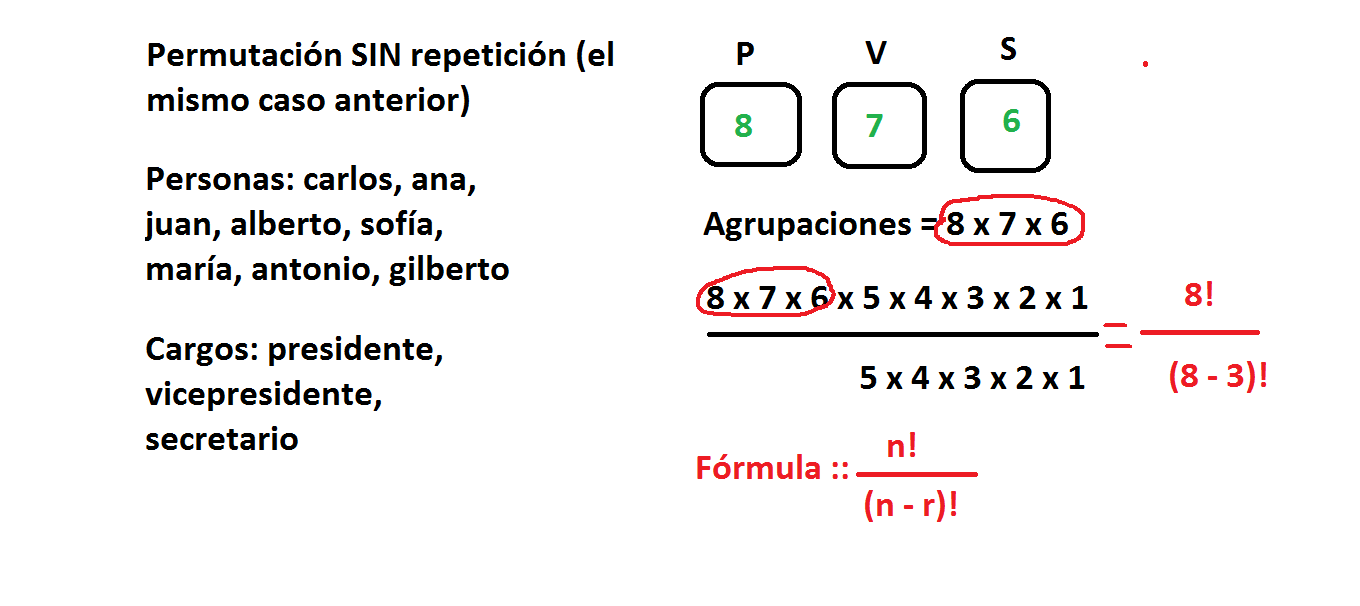 Permutación SIN repetición (el
mismo caso anterior)
Personas: carlos, ana,
juan, alberto, sofía,
maría, antonio, gilberto
Cargos: presidente,
vicepresidente,
secretario
P V S
8 7 6
Agrupaciones = 8 x 7 x 6
8 x 7 x 6 x 5 x 4 x 3 x 2 x 1
5 x 4 x 3 x 2 x 1
=
8!
(8 - 3)!
Fórmula ::
n!
(n - r)!